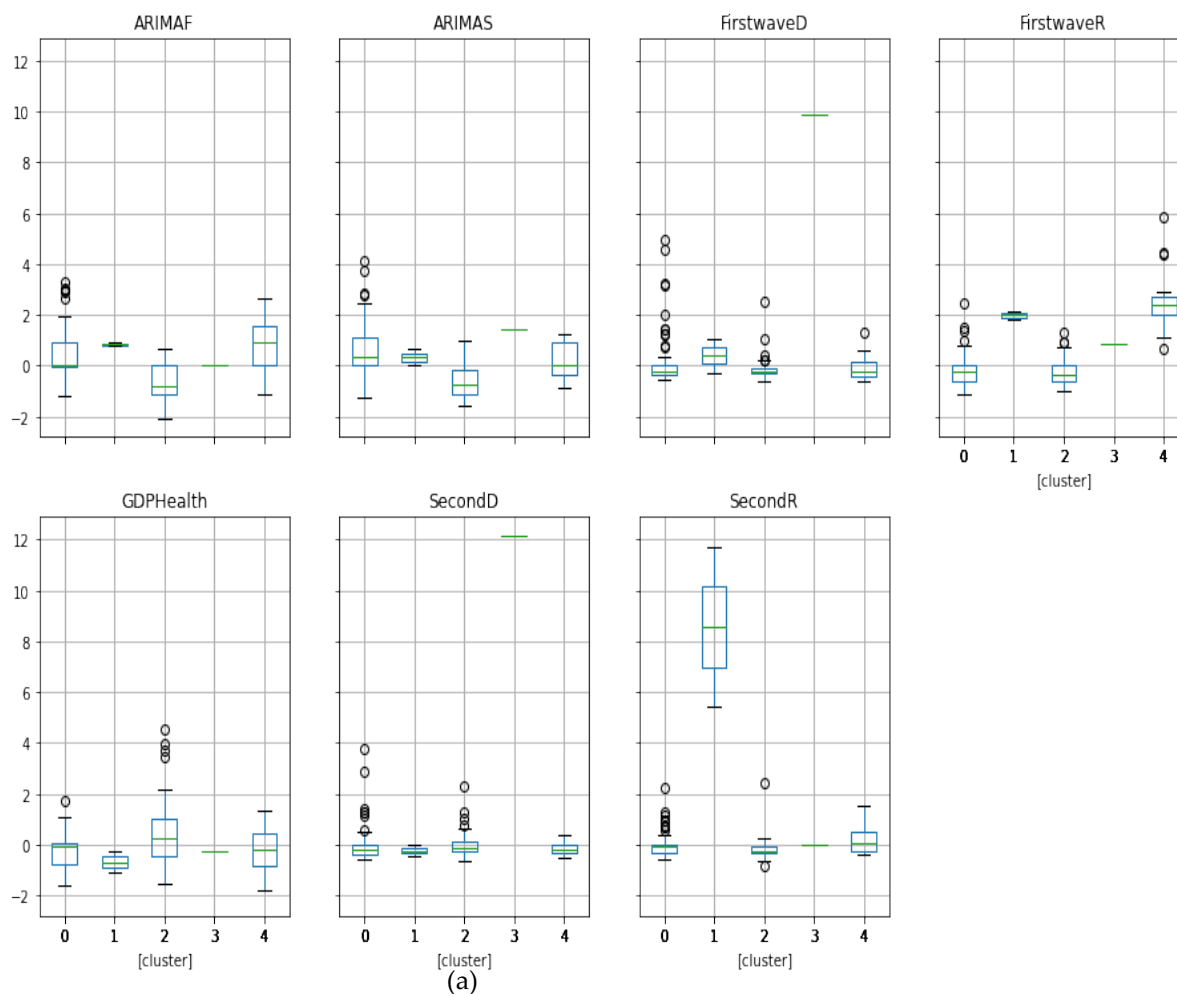 ARIMAF ARIMAS FirstwaveD FirstwaveR
12
10
8
6
4
2
0
−2
0 1 2 3 4
[cluster]
GDPHealth SecondD SecondR
12
10
8
6
4
2
0
−2
0 1 2 3 4 0 1 2 3 4 0 1 2 3 4
[cluster] [cluster] [cluster]
(a)